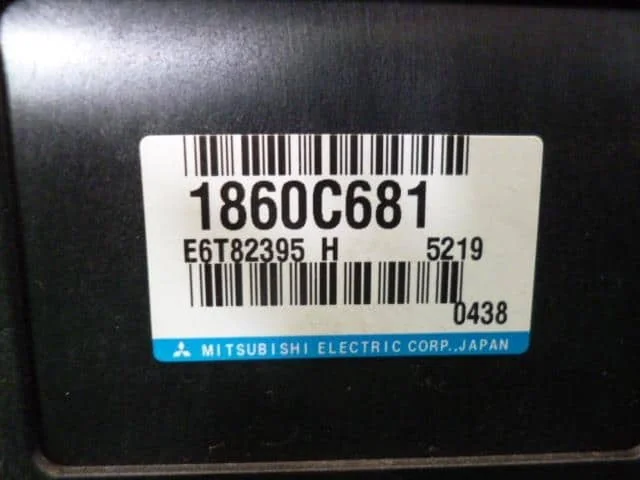 1860C681
E6T82395 H 5219
0438
MITSUBISHI ELECTRIC CORP.,JAPAN